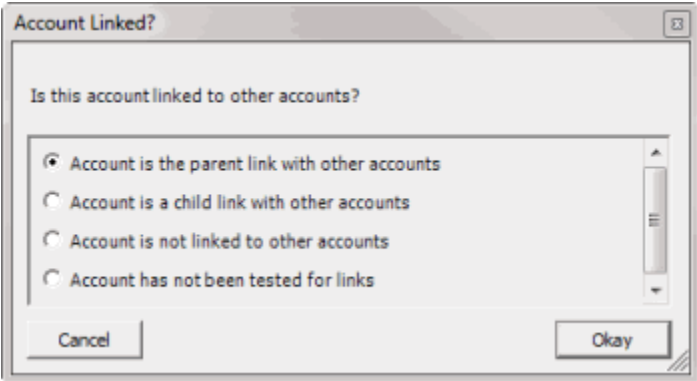 Account Linked?
Is this account linked to other accounts?
Account is the parent link with other accounts
Account is a child link with other accounts
Account is not linked to other accounts
Account has not been tested for links
Cancel
Okay